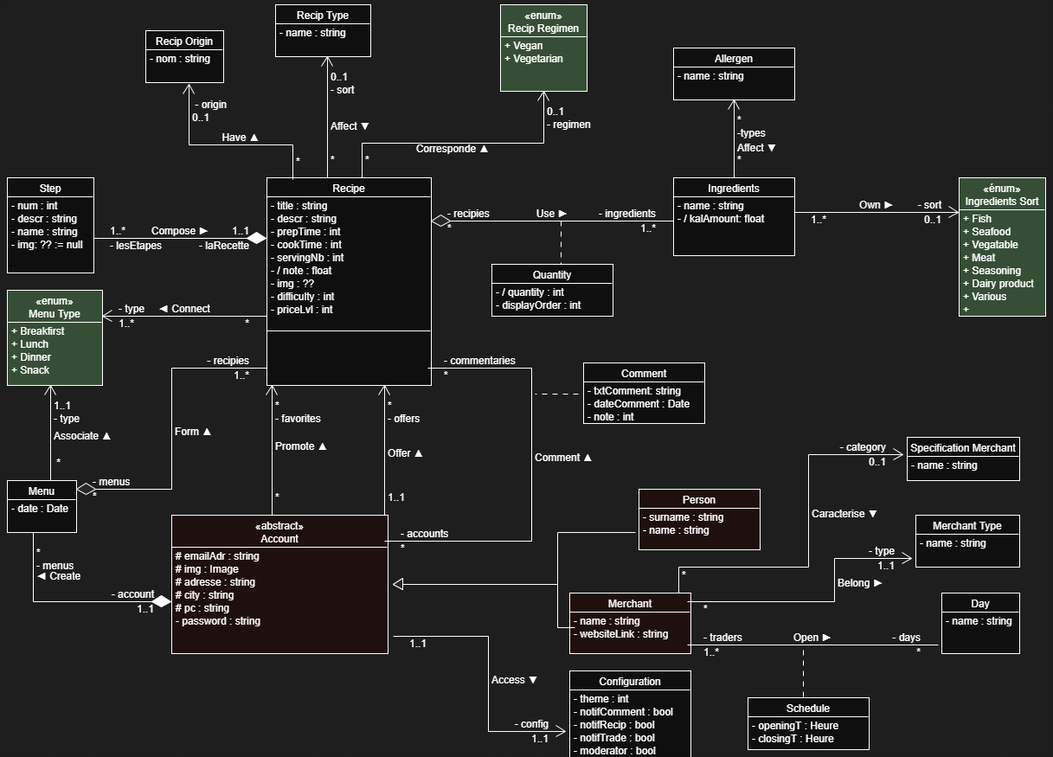 Recip Type
- name : string
«enum»
Recip Regimen
+ Vegan
+ Vegetarian
Recip Origin
- nom : string
Allergen
- name : string
0..1
- sort
Affect ▼
*
- origin
0..1
Have ▲
*
0..1
- regimen
Corresponde ▲
*
*
-types
Affect ▼
*
Step
- num : int
- descr : string
- name : string
- img: ?? := null
1..*
Compose ►
1..1
- lesEtapes
- laRecette
Recipe
- title : string
- descr : string
- prepTime : int
- cookTime : int
- servingNb : int
- / note : float
- img : ??
- difficulty : int
- priceLvl : int
- recipies
*
Use ►
- ingredients
1..*
Ingredients
- name : string
- / kalAmount: float
Own ►
- sort
1..*
0..1
«énum»
Ingredients Sort
+ Fish
+ Seafood
+ Vegatable
+ Meat
+ Seasoning
+ Dairy product
+ Various
+
Quantity
- / quantity : int
- displayOrder : int
«enum»
Menu Type
+ Breakfirst
+ Lunch
+ Dinner
+ Snack
- type
◄ Connect
1..*
*
- recipies
1..*
- commentaries
*
Comment
- txtComment: string
- dateComment : Date
- note : int
1..1
- type
Associate ▲
*
Form ▲
*
- favorites
Promote ▲
*
*
- offers
Offer ▲
1..1
Comment ▲
- category
0..1
Specification Merchant
- name : string
Menu
- date : Date
- menus
*
*
- menus
◄ Create
- account
1..1
«abstract»
Account
# emailAdr : string
# img : Image
# adresse : string
# city : string
# pc : string
- password : string
- accounts
*
Person
- surname : string
- name : string
Caracterise ▼
*
Merchant Type
- name : string
- type
1..1
Belong ►
*
Merchant
- name : string
- websiteLink : string
Day
- name : string
- traders
1..*
Open ►
- days
*
1..1
Access ▼
- config
1..1
Configuration
- theme : int
- notifComment : bool
- notifRecip : bool
- notifTrade : bool
- moderator : bool
Schedule
- openingT : Heure
- closingT : Heure